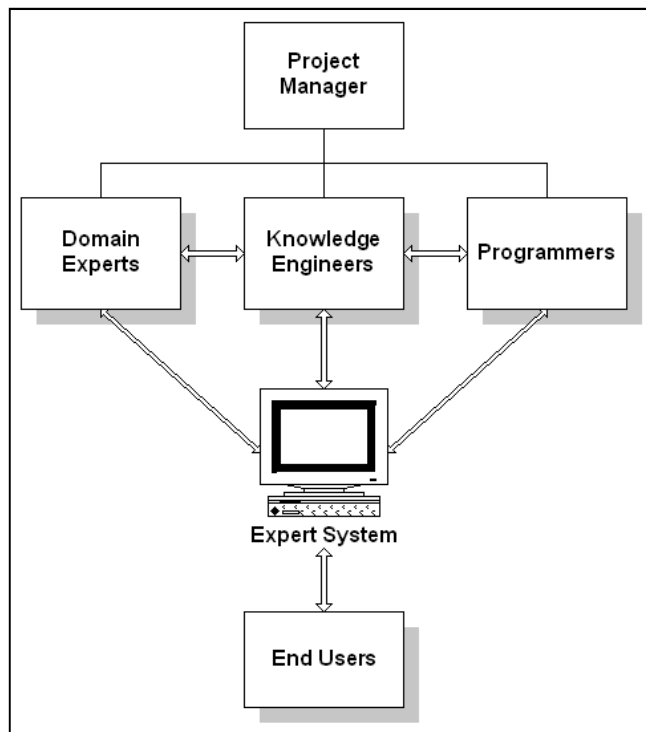 Project
Manager
Domain
Experts
Knowledge
Engineers
Programmers
Expert System
End Users